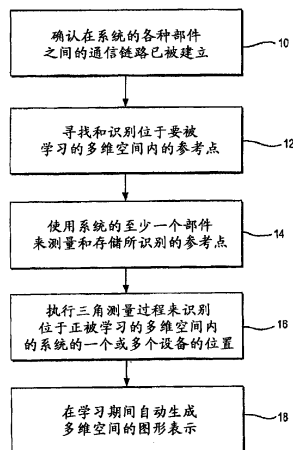 确认在系统的各种部件
之间的通信链路已被建立
10
寻找和识别位于要被
学习的多维空间内的参考点
12
使用系统的至少一个部件
来测量和存储所识别的参考点
14
执行三角测量过程来识别
位于正被学习的多维空间内
的系统的一个或多个设备的位置
16
在学习期间自动生成
多维空间的图形表示
18